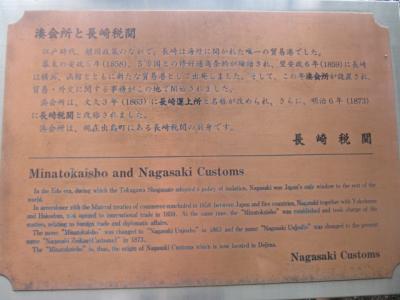 湊会所と長崎税関
江戸時代、鎖国政策のなかで、長崎は海外に開かれた唯一の貿易港でした。
幕末の安政5年(1858)、5カ国との修好通商条約が締結され、翌安政6年(1859)に長崎
は横浜、函館とともに新たな貿易港として出発しました。そして、この年湊会所が設置され、
貿易・外交に関する事務がこの地で開始されました。
湊会所は、文久3年(1863)に長崎運上所と名称が改められ、さらに、明治6年(1873)
に長崎税関と改称されました。
湊会所は、現在出島町にある長崎税関の前身です。
長崎税関
Minatokaisho and Nagasaki Customs
In the Edo era, during which the Tokugawa Shogunate adopted a policy of isolation, Nagasaki was Japan's only window to the rest of the
world.
In accordance with the treaties of commerce concluded in 1858 between Japan and five countries, Nagasaki together with Yokohama
and Hakodate, was opened to international trade in 1859. At the same time, the "Minatokaisho" was established and took charge of the
matters, relating to foreign trade and diplomatic affairs.
The name "Minatokaisho" was changed to "Nagasaki Unjosho" in 1863 and the name "Nagasaki Unjosho" was changed to the present
name "Nagasaki Zeikan(Customs)" in 1873.
The "Minatokaisho" is, thus, the origin of Nagasaki Customs which is now located in Dejima.
Nagasaki Customs